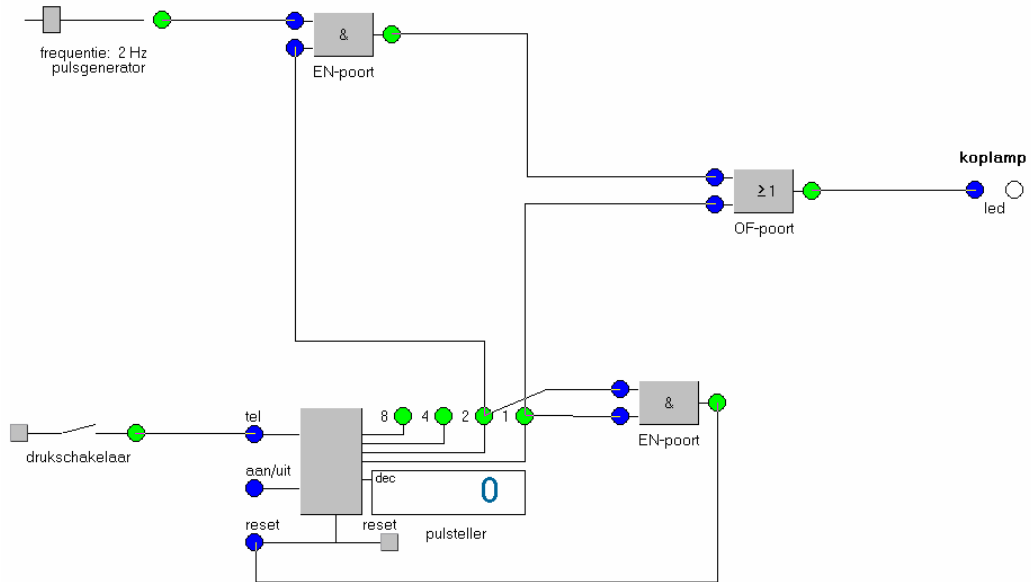 &
frequentie: 2 Hz
pulsgenerator
EN-poort
koplamp
≥1
led
OF-poort
tel
8 4 2 1
&
EN-poort
drukschakelaar
aan/uit
dec
0
reset
reset
pulsteller